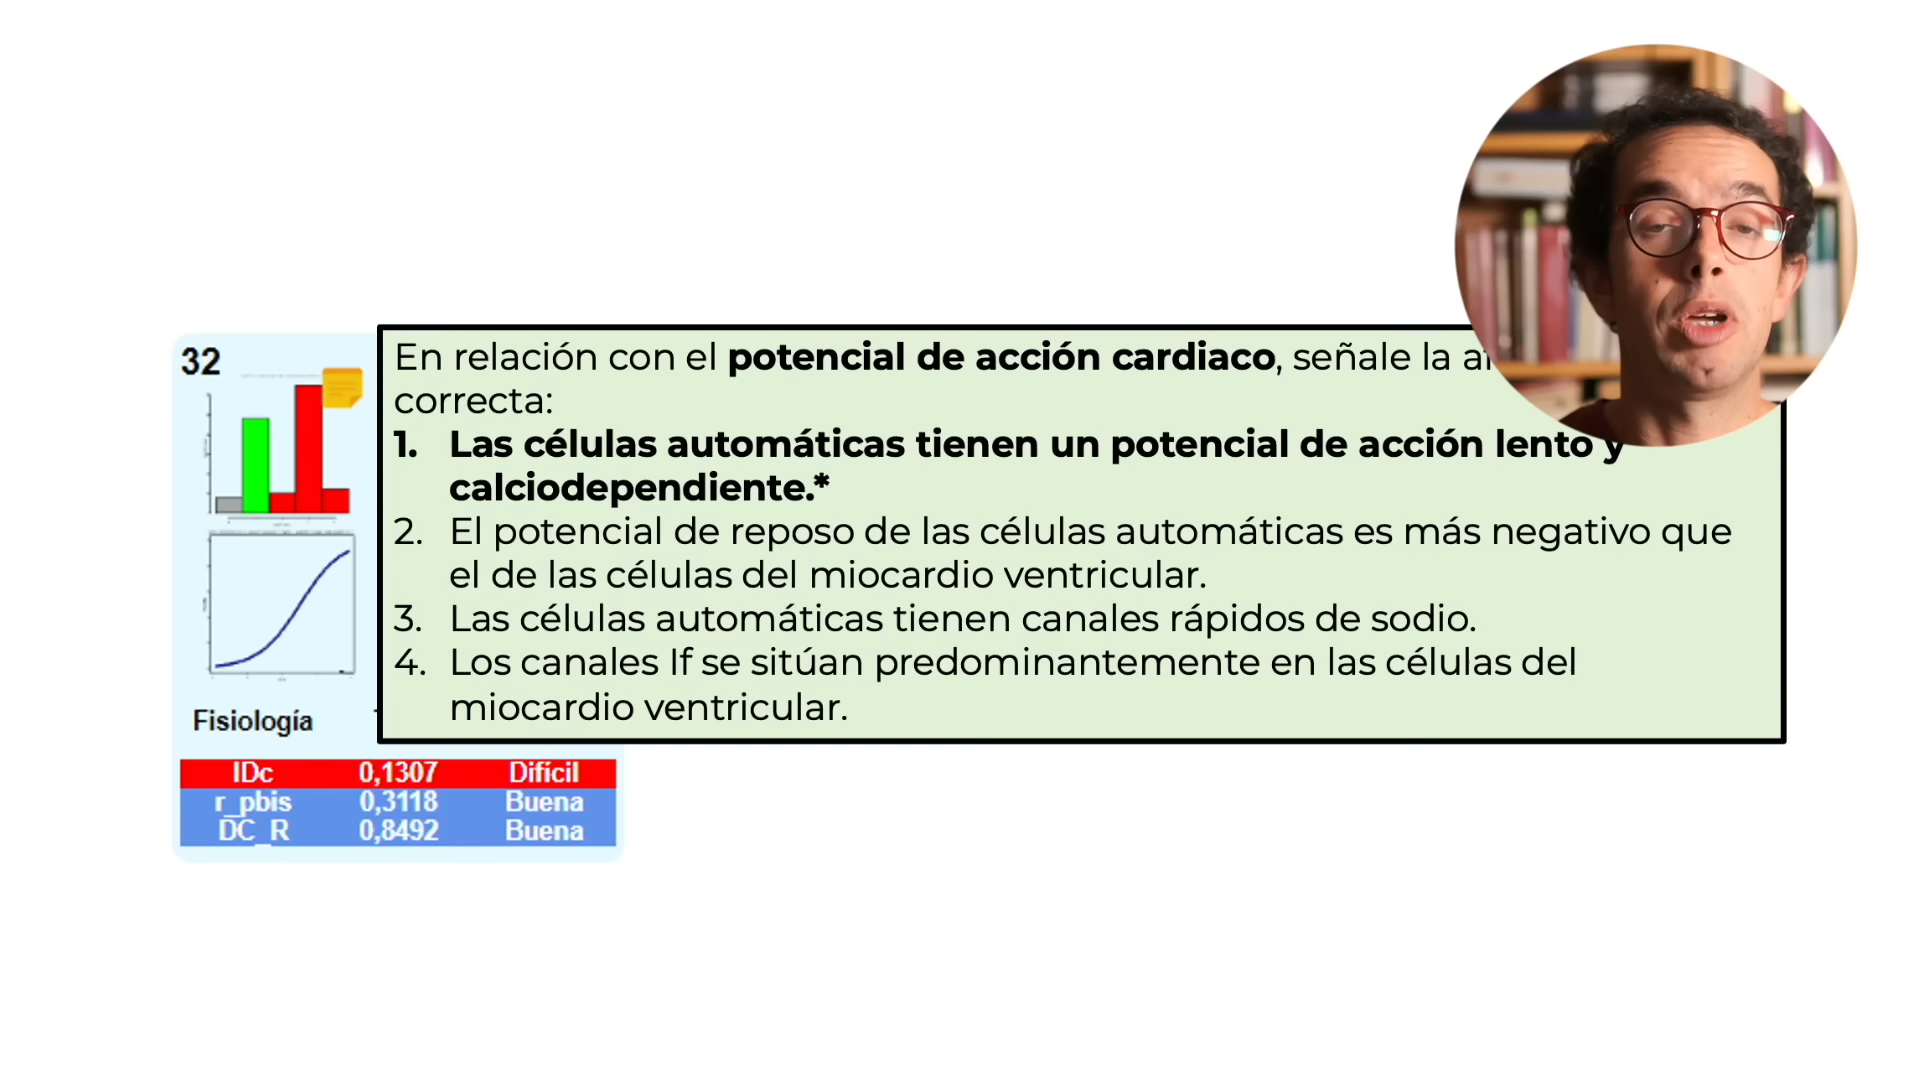 32
En relación con el potencial de acción cardiaco, señale la
correcta:
1. Las células automáticas tienen un potencial de acción lento y
calciodependiente.*
2. El potencial de reposo de las células automáticas es más negativo que
el de las células del miocardio ventricular.
3. Las células automáticas tienen canales rápidos de sodio.
4. Los canales If se sitúan predominantemente en las células del
miocardio ventricular.
Fisiología
IDc 0,1307 Difícil
r_pbis 0,3118 Buena
DC_R 0,8492 Buena